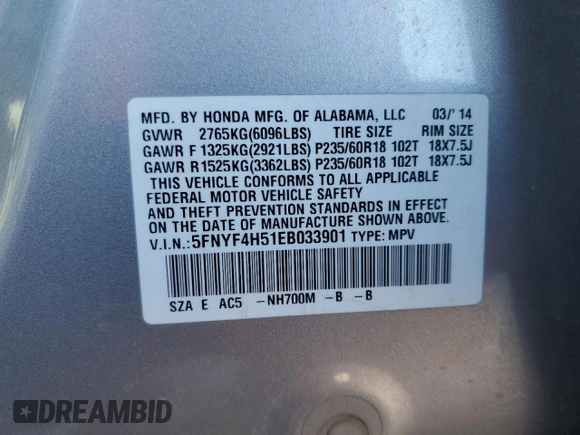 MFD. BY HONDA MFG. OF ALABAMA, LLC 03/'14
GVWR 2765KG(6096LBS) TIRE SIZE RIM SIZE
GAWR F 1325KG(2921LBS) P235/60R18 102T 18X7.5J
GAWR R1525KG(3362LBS) P235/60R18 102T 18X7.5J
THIS VEHICLE CONFORMS TO ALL APPLICABLE
FEDERAL MOTOR VEHICLE SAFETY
AND THEFT PREVENTION STANDARDS IN EFFECT
ON THE DATE OF MANUFACTURE SHOWN ABOVE.
V.I.N.:5FNYF4H51EB033901 TYPE: MPV
SZA E AC5 -NH700M -B -B
DREAMBID